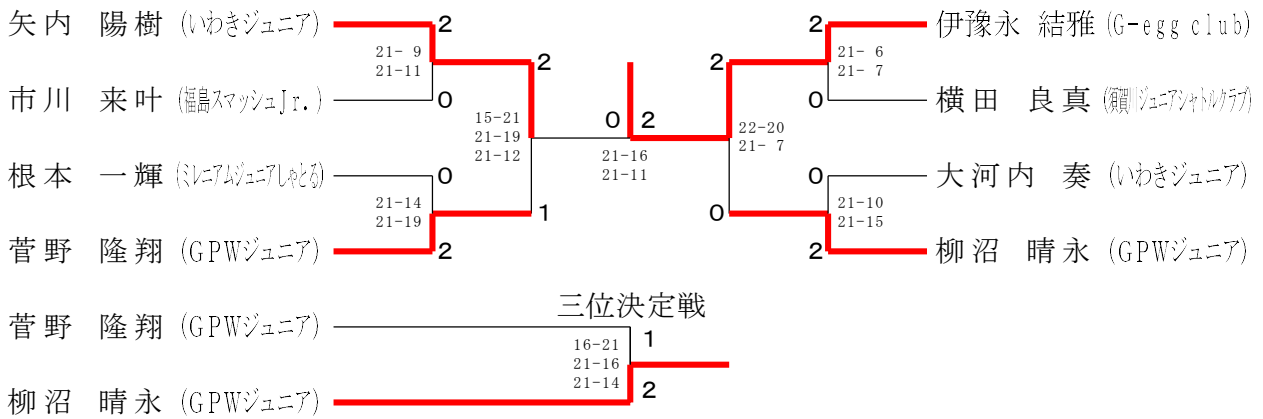 矢内 陽樹 (いわきジュニア) 2 2 伊豫永 結雅 (G-egg club)
21- 9 2 2 21- 6
21-11 21- 7
市川 来叶 (福島スマッシュJr.) 0 0 横田 良真 (須賀川ジュニアシャトルクラブ)
15-21 0 2 22-20
21-19 21- 7
21-12 21-16
21-11
根本 一輝 (ミレニアムジュニアしゃとる) 0 0 大河内 奏 (いわきジュニア)
21-14 1 0 21-10
21-19 21-15
菅野 隆翔 (GPWジュニア) 2 2 柳沼 晴永 (GPWジュニア)
三位決定戦
菅野 隆翔 (GPWジュニア) 1
16-21
21-16
21-14
柳沼 晴永 (GPWジュニア) 2